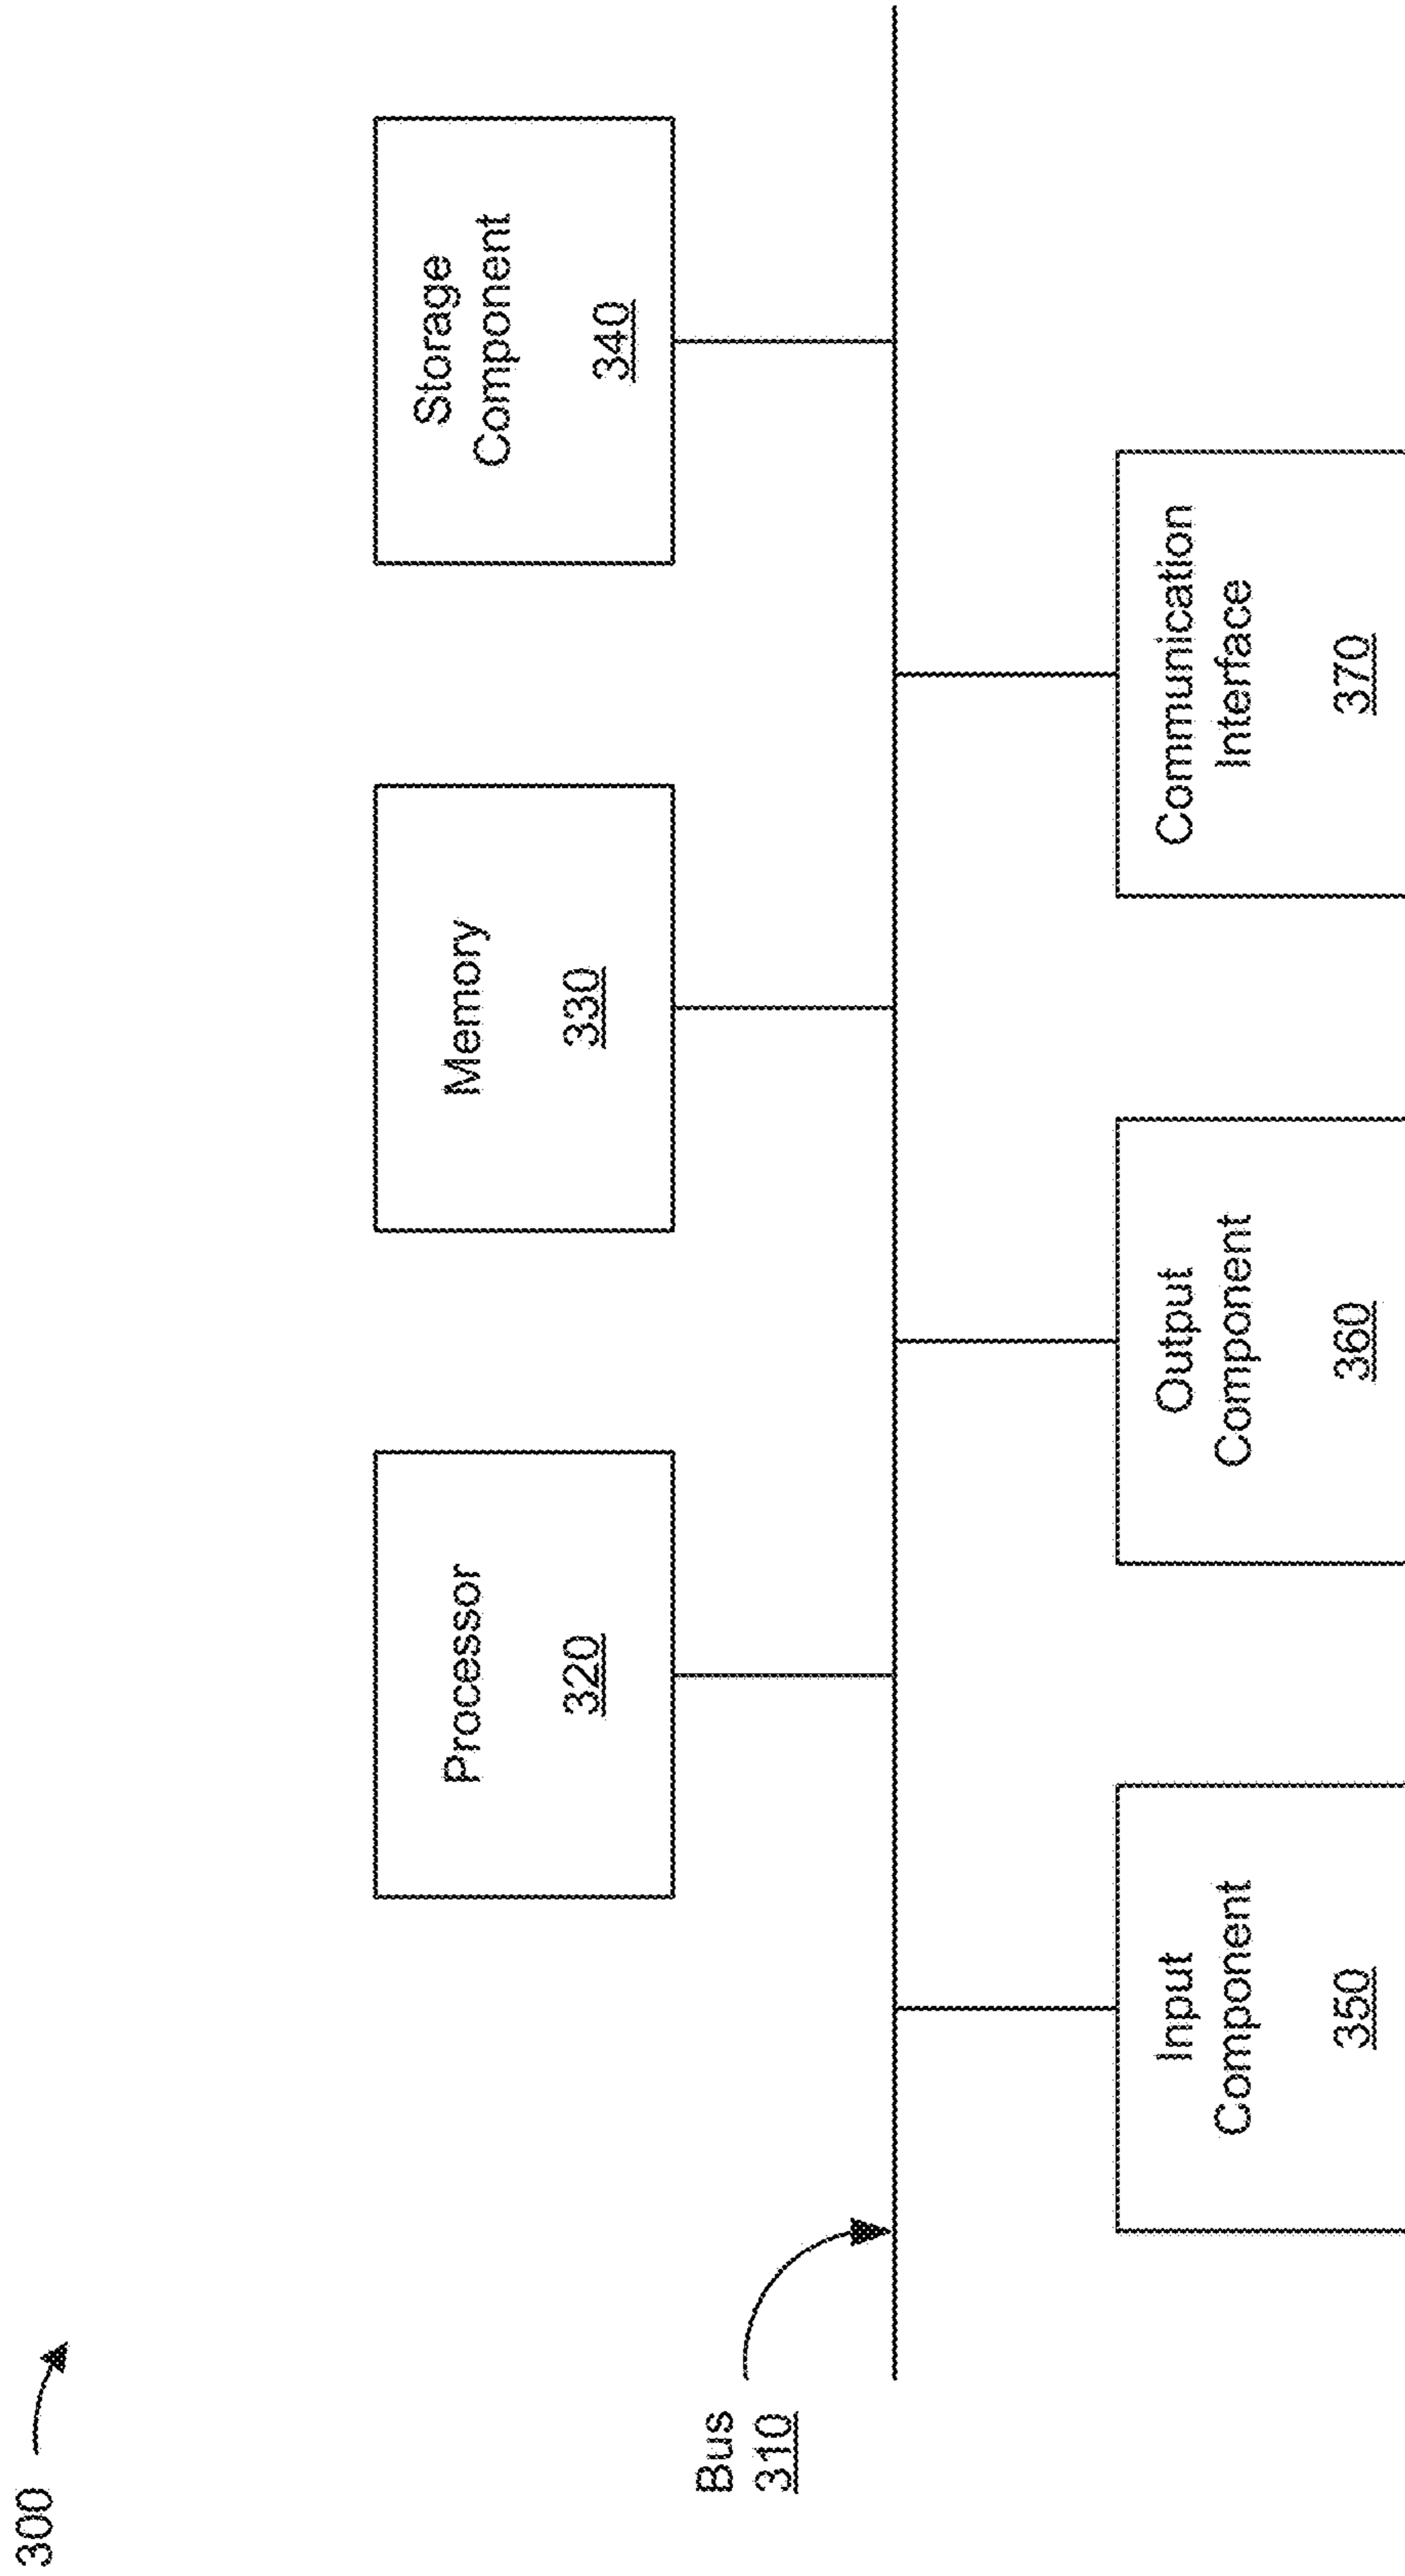 300
Processor
320
Memory
330
Storage
Component
340
Bus
310
Input
Component
350
Output
Component
360
Communication
Interface
370